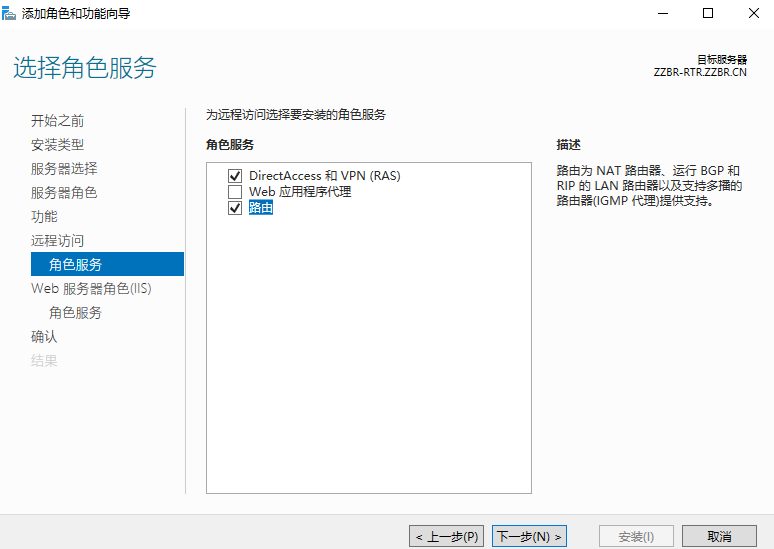 添加角色和功能向导
选择角色服务
目标服务器
ZZBR-RTR.ZZBR.CN
开始之前
安装类型
服务器选择
服务器角色
功能
远程访问
角色服务
Web 服务器角色(IIS)
角色服务
确认
结果
为远程访问选择要安装的角色服务
角色服务
DirectAccess 和 VPN (RAS)
Web 应用程序代理
路由
描述
路由为 NAT 路由器、运行 BGP 和
RIP 的 LAN 路由器以及支持多播的
路由器(IGMP 代理)提供支持。
< 上一步(P)
下一步(N) >
安装(I)
取消